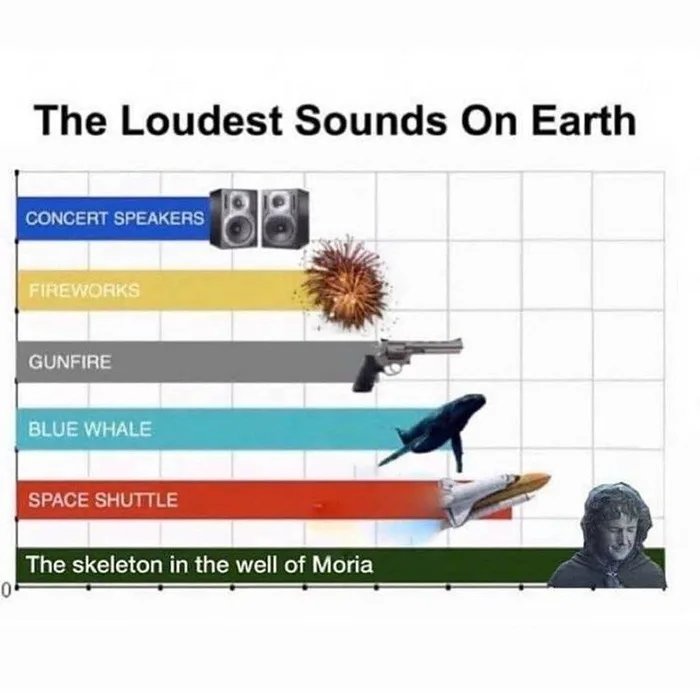 The Loudest Sounds On Earth
CONCERT SPEAKERS
FIREWORKS
GUNFIRE
BLUE WHALE
SPACE SHUTTLE
The skeleton in the well of Moria
0